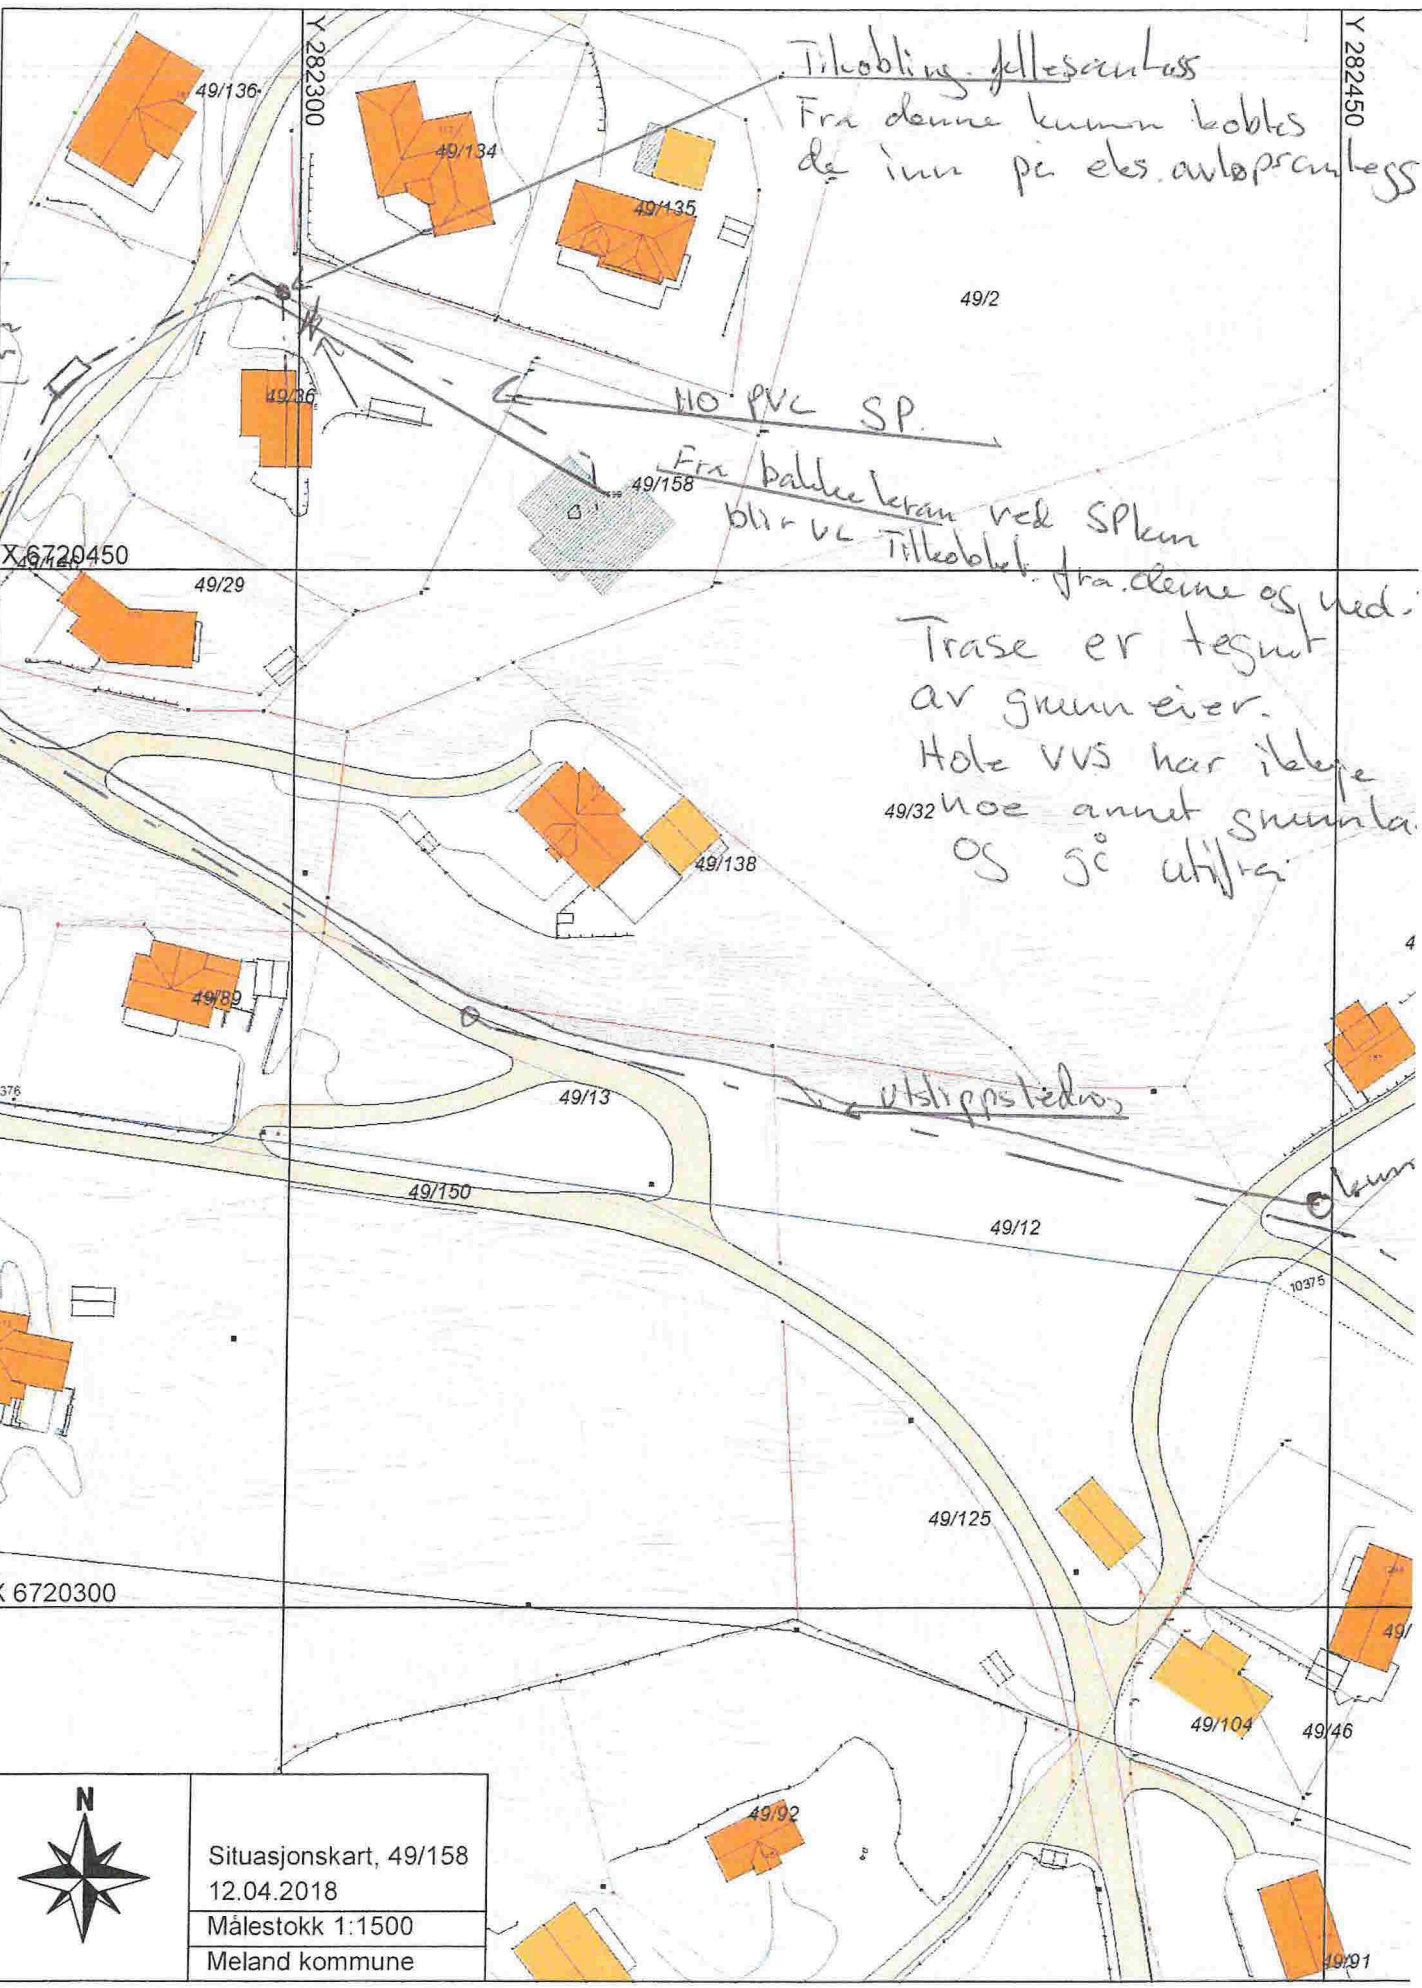 Y 282300
Y 282450
Tilkobling fellesanlegg
Fra denne kummen kobles
de inn på eks. avløpsanlegg
49/136
49/134
49/135
49/2
49/36
110 PVC SP.
Fra bakkekran ved SPkum
49/158
blir VL Tilkoblet fra denne og ned.
X 6720450
49/29
Trase er tegnet
av grunneier.
Hole VVS har ikke
49/32
noe annet grunnla
og gå utifra
49/138
49/89
376
49/13
Utslippsledning
49/150
49/12
kum
10375
49/125
X 6720300
49/
49/104
49/46
49/92
49/91
N
Situasjonskart, 49/158
12.04.2018
Målestokk 1:1500
Meland kommune